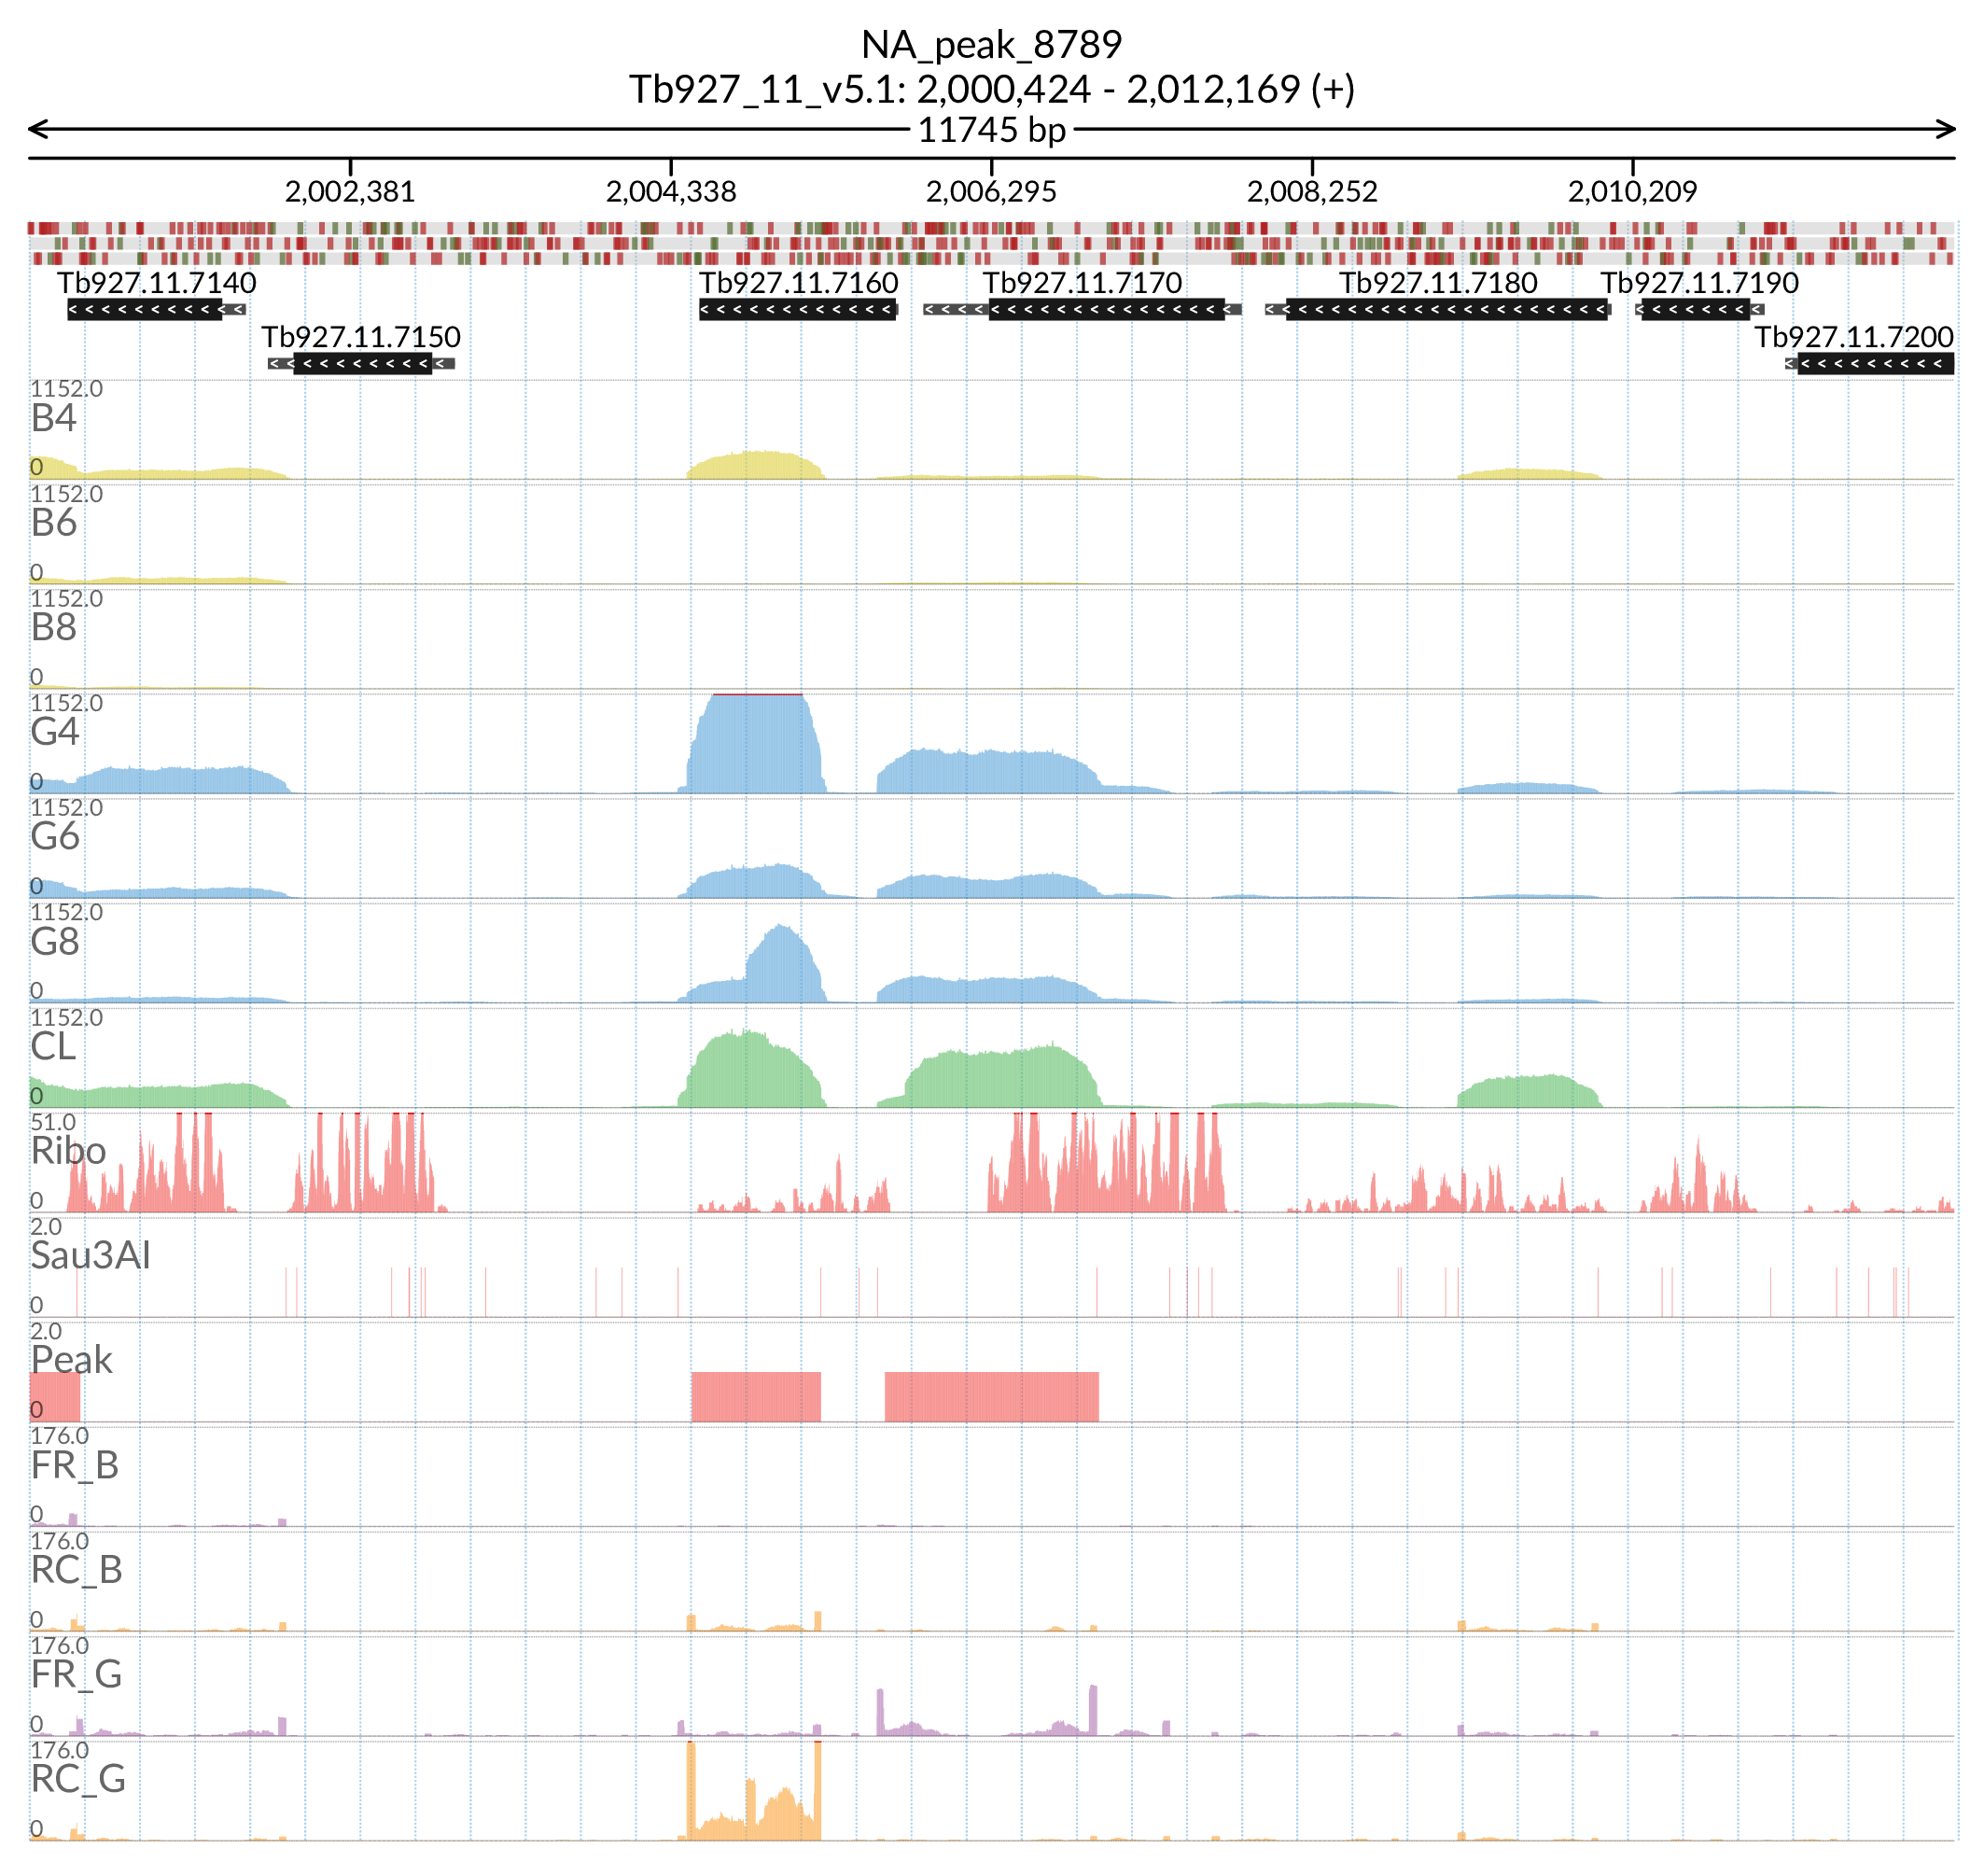 NA_peak_8789
Tb927_11_v5.1: 2,000,424 - 2,012,169 (+)
11745 bp
2,002,381 2,004,338 2,006,295 2,008,252 2,010,209
Tb927.11.7140 Tb927.11.7160 Tb927.11.7170 Tb927.11.7180 Tb927.11.7190
Tb927.11.7150 Tb927.11.7200
1152.0
B4
0
1152.0
B6
0
1152.0
B8
0
1152.0
G4
0
1152.0
G6
0
1152.0
G8
0
1152.0
CL
0
51.0
Ribo
0
2.0
Sau3AI
0
2.0
Peak
0
176.0
FR_B
0
176.0
RC_B
0
176.0
FR_G
0
176.0
RC_G
0